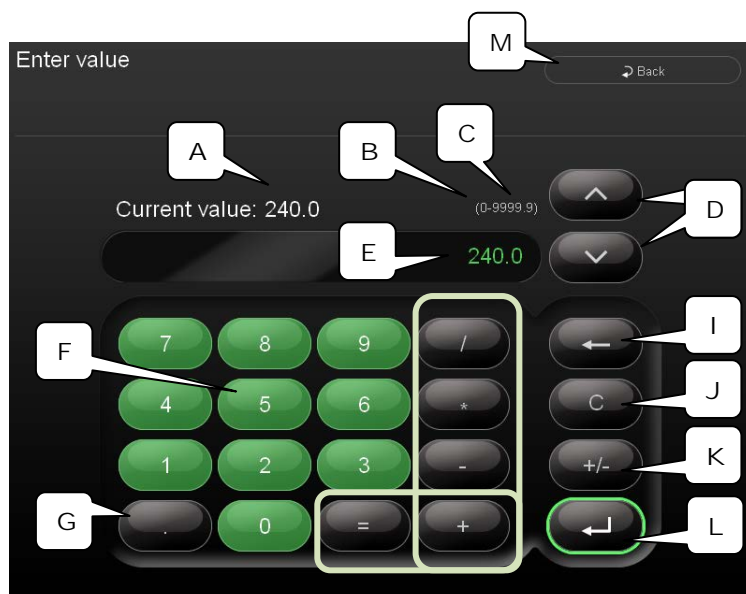 M
Enter value
Back
A
B
C
Current value: 240.0
(0-9999.9)
D
E
240.0
F
7 8 9 /
I
4 5 6 * C
J
1 2 3 - +/-
K
G
. 0 = +
L